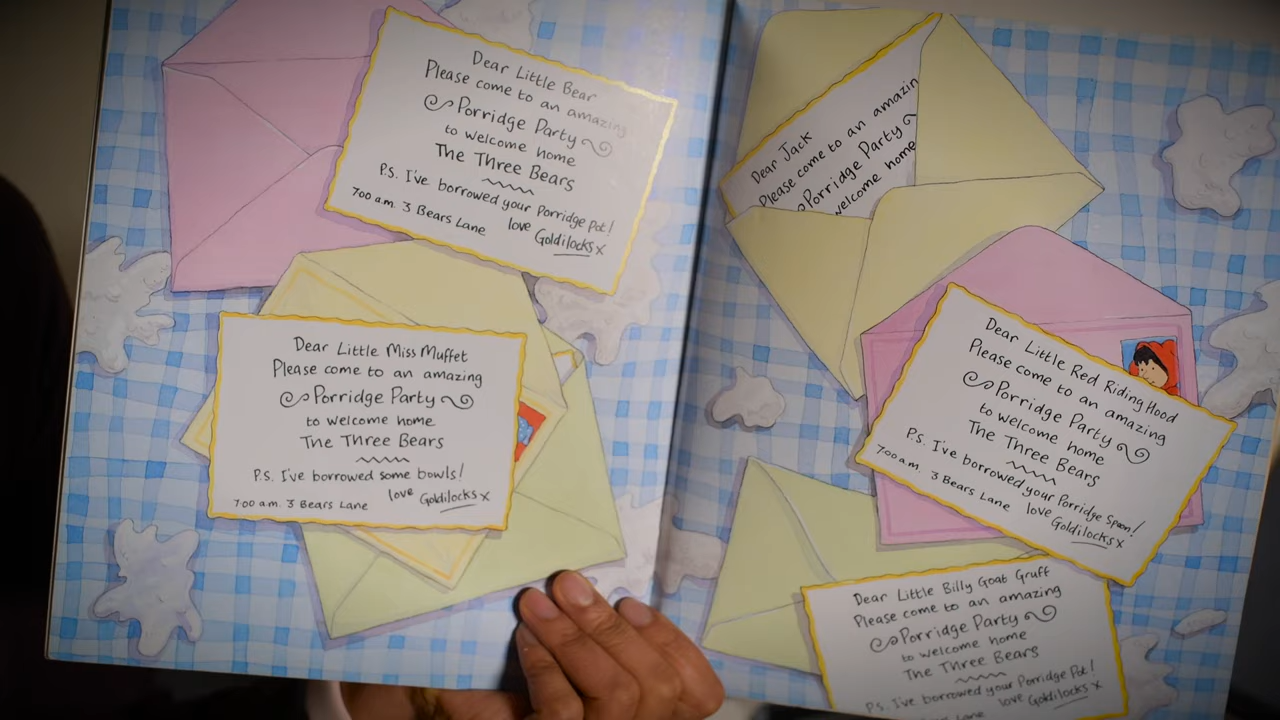 Dear Little Bear
Please come to an amazing
Porridge Party
to welcome home
The Three Bears
P.S. I've borrowed your Porridge Pot!
7.00 a.m. 3 Bears Lane
love
Goldilocks x
Dear Little Miss Muffet
Please come to an amazing
Porridge Party
to welcome home
The Three Bears
P.S. I've borrowed some bowls!
7.00 a.m. 3 Bears Lane
love
Goldilocks x
Dear Jack
Please come to an amazin
Porridge Party
welcome home
Dear Little Red Riding Hood
Please come to an amazing
Porridge Party
to welcome home
The Three Bears
P.S. I've borrowed your Porridge Spoon!
7.00 a.m. 3 Bears Lane
love
Goldilocks x
Dear Little Billy Goat Gruff
Please come to an amazing
Porridge Party
to welcome home
The Three Bears
P.S. I've borrowed your Porridge Pot!
love Goldilocks x